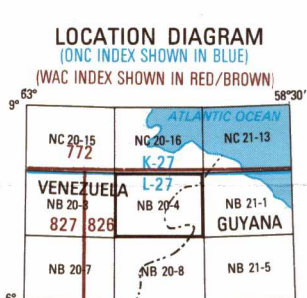 LOCATION DIAGRAM
(ONC INDEX SHOWN IN BLUE)
(WAC INDEX SHOWN IN RED/BROWN)
63° 58°30'
9°
ATLANTIC OCEAN
NC 20-15 NC 20-16 NC 21-13
772
K-27
L-27
VENEZUELA
NB 20-3 NB 20-4 NB 21-1
827 826 GUYANA
NB 20-7 NB 20-8 NB 21-5
6°